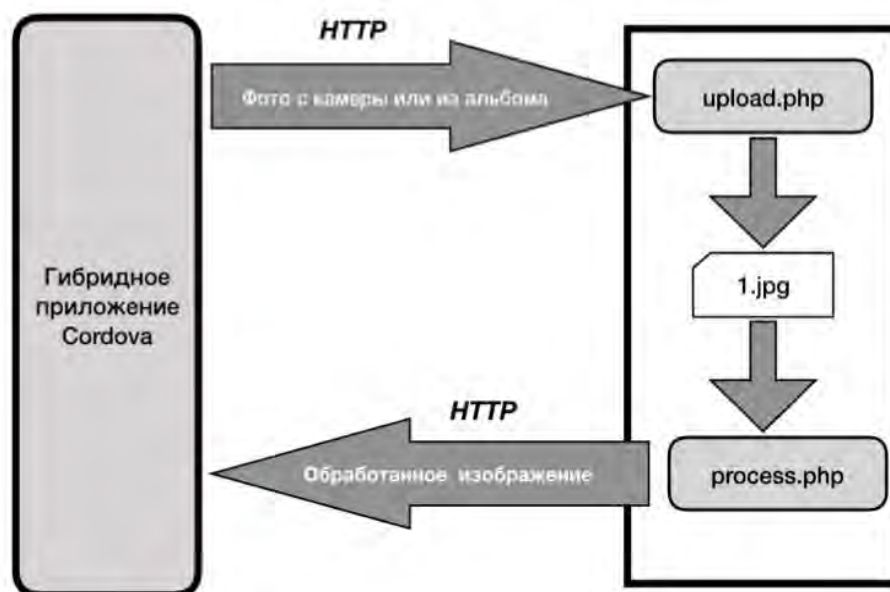 HTTP
Фото с камеры или из альбома
upload.php
1.jpg
Гибридное
приложение
Cordova
HTTP
Обработанное изображение
process.php